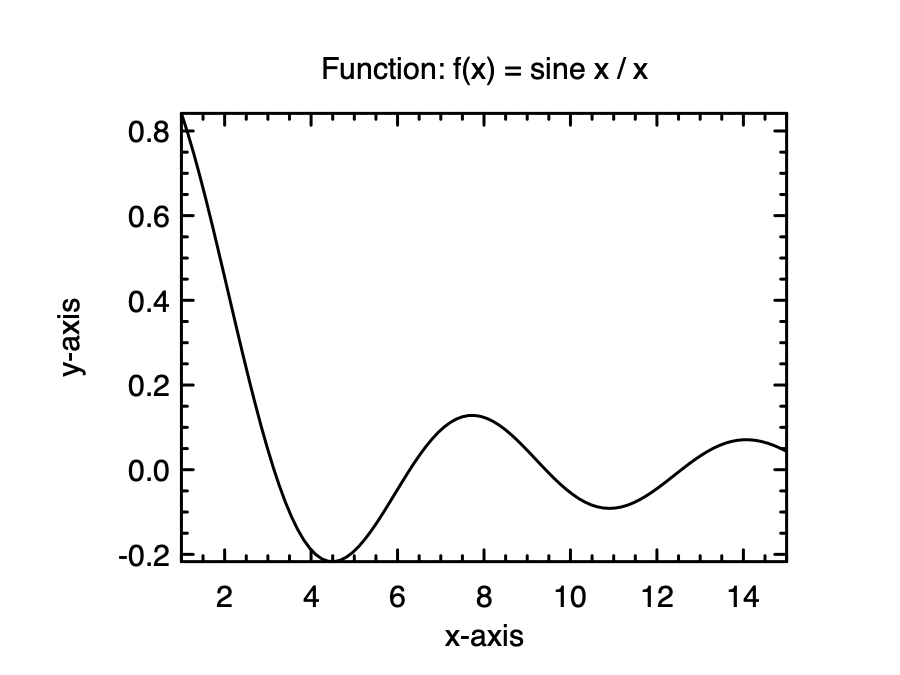 Function: f(x) = sine x / x
0.8
0.6
0.4
0.2
0.0
-0.2
y-axis
2 4 6 8 10 12 14
x-axis